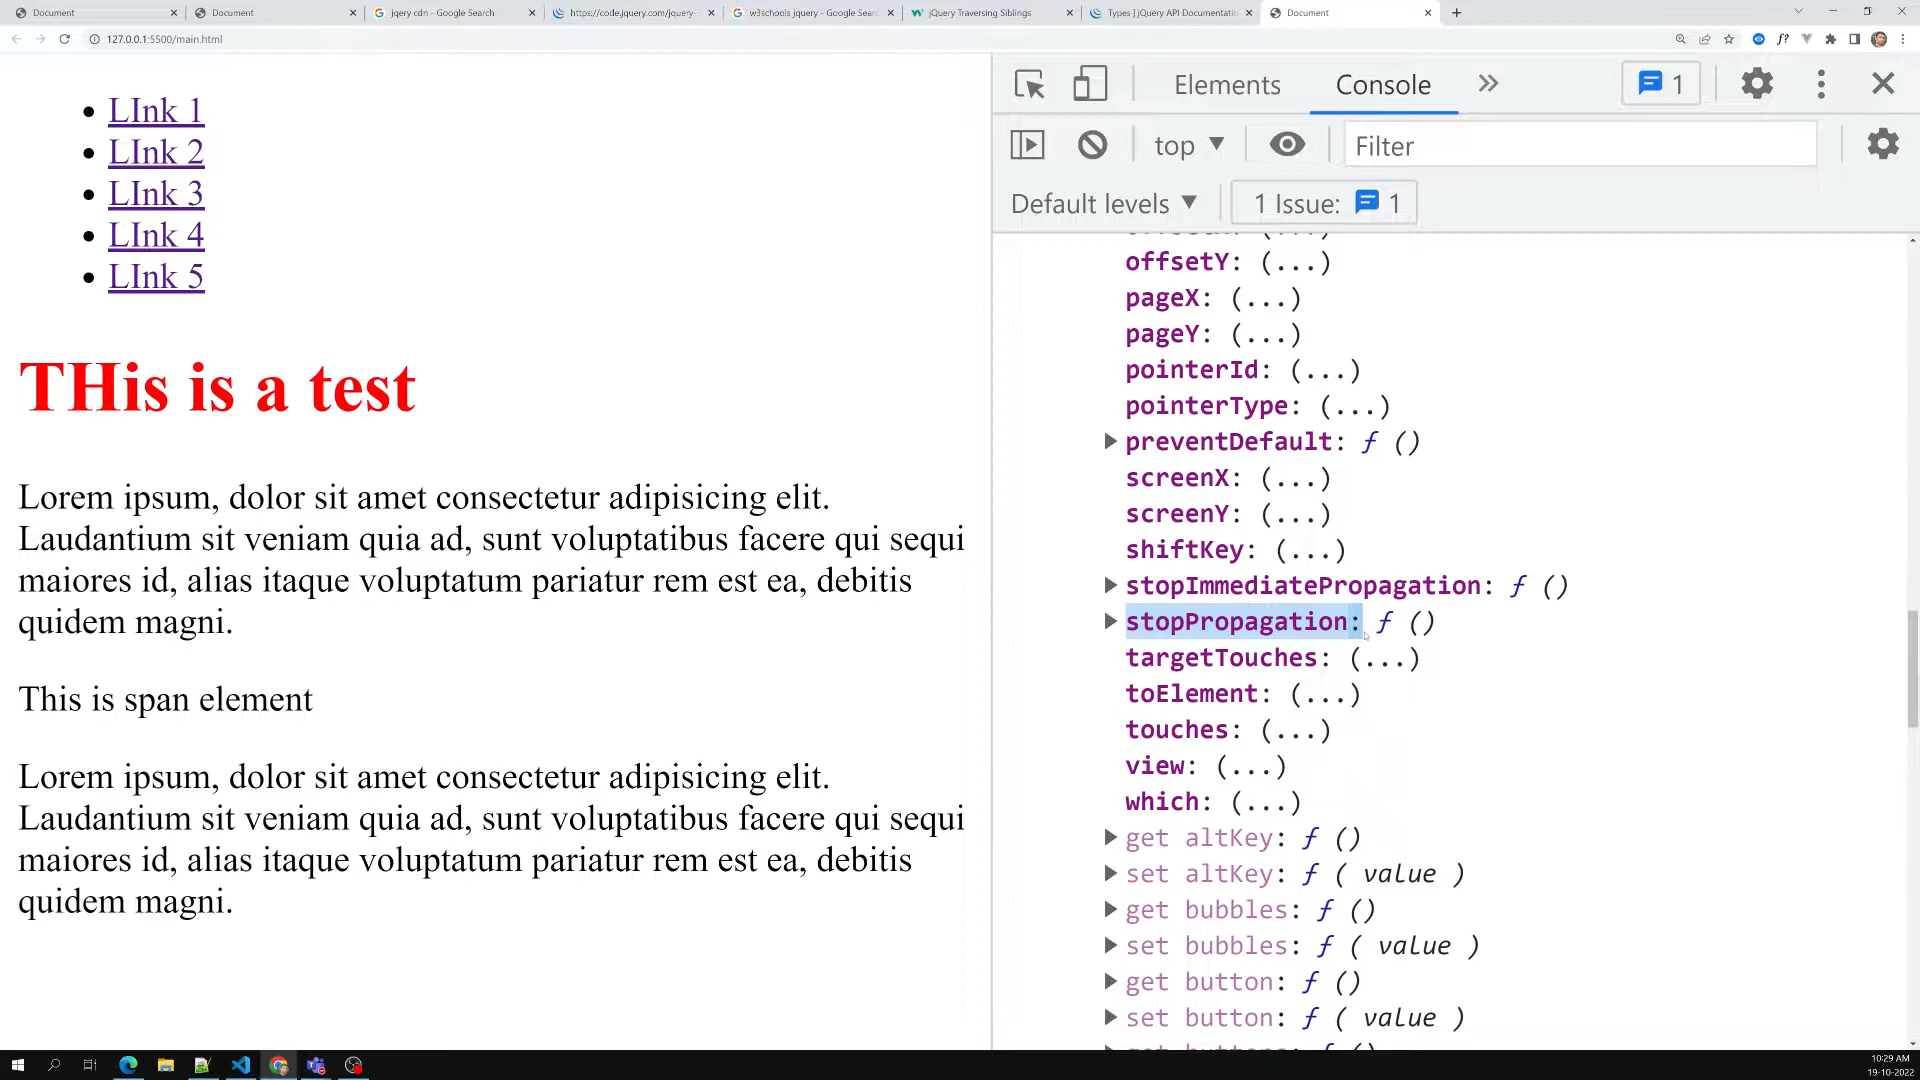 Document
Document
jqery cdn - Google Search
https://code.jquery.com/jquery-
w3schools jquery - Google Searc
jQuery Traversing Siblings
Types | jQuery API Documentatio
Document
127.0.0.1:5500/main.html
LInk 1
LInk 2
LInk 3
LInk 4
LInk 5
THis is a test
Lorem ipsum, dolor sit amet consectetur adipisicing elit.
Laudantium sit veniam quia ad, sunt voluptatibus facere qui sequi
maiores id, alias itaque voluptatum pariatur rem est ea, debitis
quidem magni.
This is span element
Lorem ipsum, dolor sit amet consectetur adipisicing elit.
Laudantium sit veniam quia ad, sunt voluptatibus facere qui sequi
maiores id, alias itaque voluptatum pariatur rem est ea, debitis
quidem magni.
Elements
Console
1
top
Filter
Default levels
1 Issue: 1
offsetY: (...)
pageX: (...)
pageY: (...)
pointerId: (...)
pointerType: (...)
preventDefault: ƒ ()
screenX: (...)
screenY: (...)
shiftKey: (...)
stopImmediatePropagation: ƒ ()
stopPropagation: ƒ ()
targetTouches: (...)
toElement: (...)
touches: (...)
view: (...)
which: (...)
get altKey: ƒ ()
set altKey: ƒ ( value )
get bubbles: ƒ ()
set bubbles: ƒ ( value )
get button: ƒ ()
set button: ƒ ( value )
10:29 AM
19-10-2022